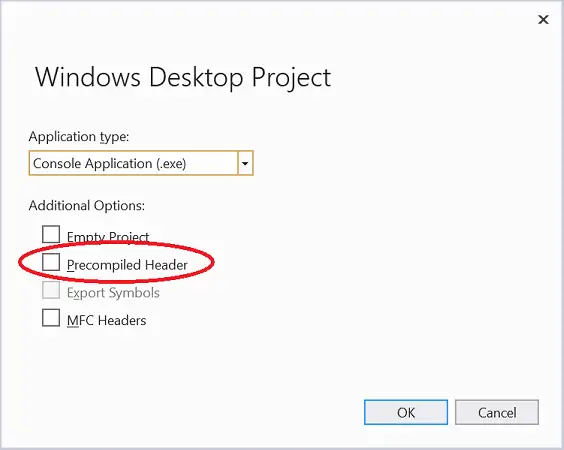 Windows Desktop Project
Application type:
Console Application (.exe)
Additional Options:
Empty Project
Precompiled Header
Export Symbols
MFC Headers
OK Cancel